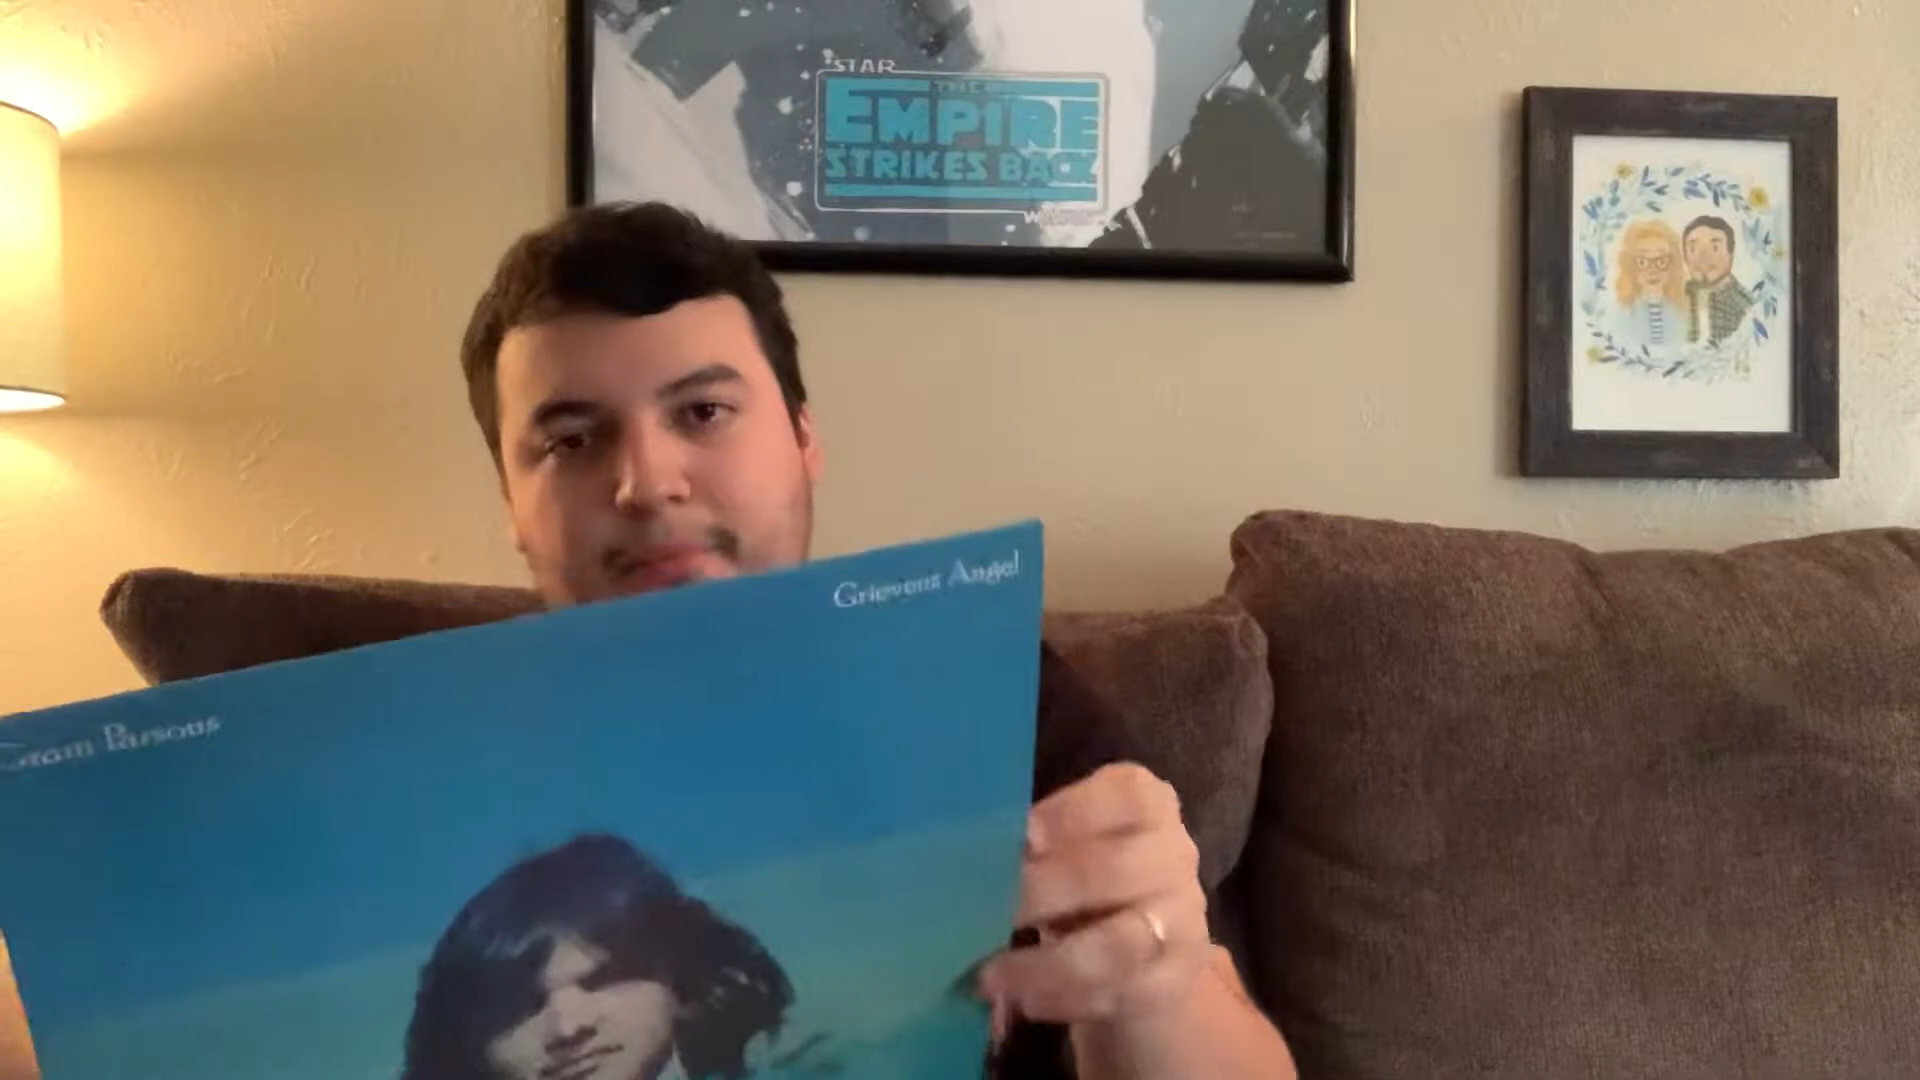 STAR
THE
EMPIRE
STRIKES BACK
Grievous Angel
Gram Parsons